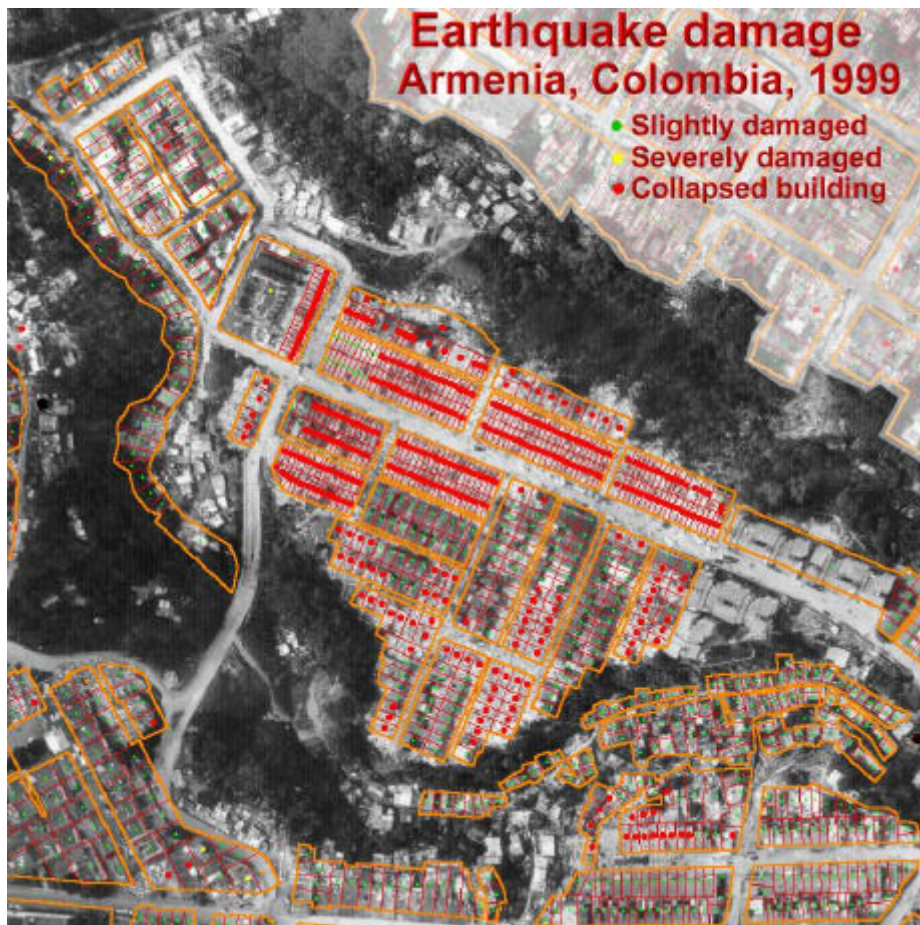 Earthquake damage
Armenia, Colombia, 1999
Slightly damaged
Severely damaged
Collapsed building